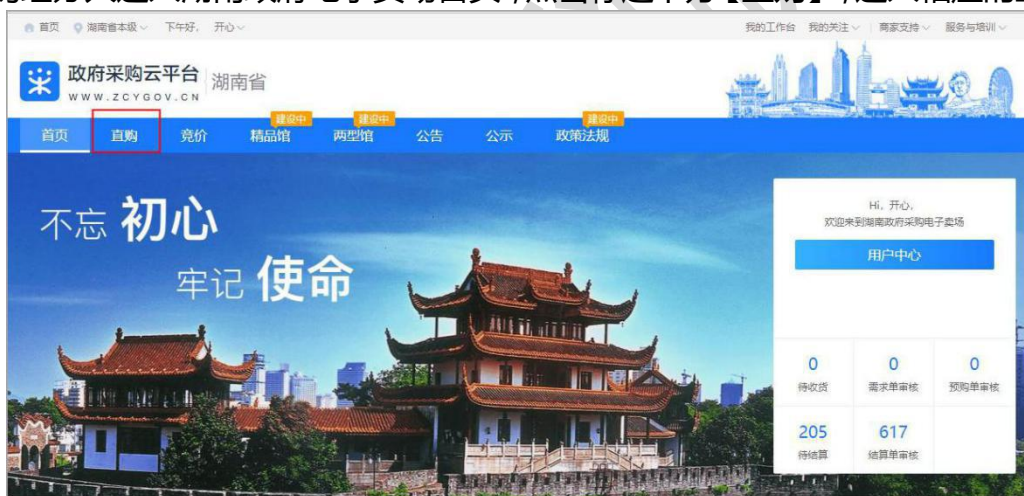 首页 湖南省本级 下午好, 开心 我的工作台 我的关注 商家支持 服务与培训
政府采购云平台 湖南省
WWW.ZCYGOV.CN
建设中 建设中 建设中
首页 直购 竞价 精品馆 两型馆 公告 公示 政策法规
不忘 初心
牢记 使命
Hi, 开心,
欢迎来到湖南政府采购电子卖场
用户中心
0 0 0
待收货 需求单审核 预购单审核
205 617
待结算 结算单审核